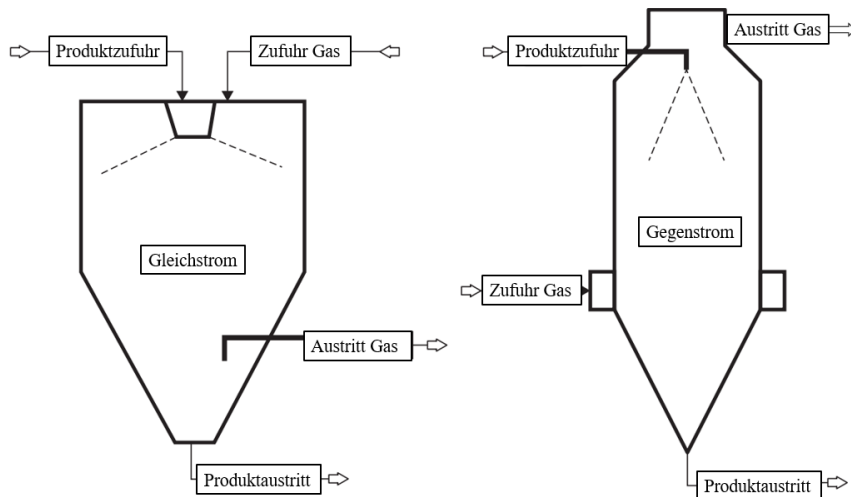 Produktzufuhr
Zufuhr Gas
Gleichstrom
Austritt Gas
Produktaustritt
Austritt Gas
Produktzufuhr
Gegenstrom
Zufuhr Gas
Produktaustritt